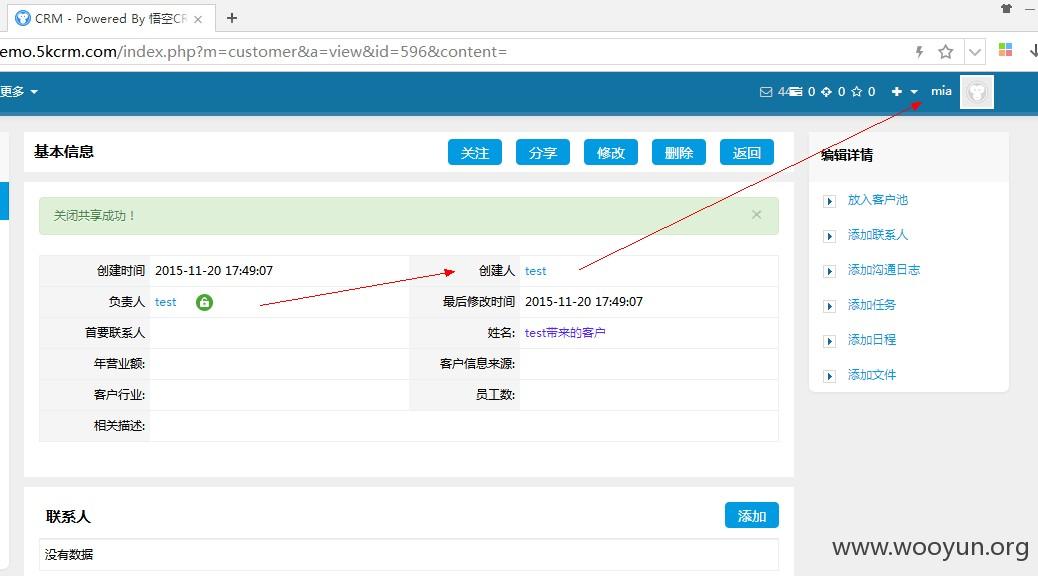 CRM - Powered By 悟空CR
emo.5kcrm.com/index.php?m=customer&a=view&id=596&content=
更多 44 0 0 0 mia
基本信息 关注 分享 修改 删除 返回
关闭共享成功！ ×
创建时间 2015-11-20 17:49:07 创建人 test
负责人 test 最后修改时间 2015-11-20 17:49:07
首要联系人 姓名: test带来的客户
年营业额: 客户信息来源:
客户行业: 员工数:
相关描述:
联系人 添加
没有数据
编辑详情
放入客户池
添加联系人
添加沟通日志
添加任务
添加日程
添加文件
www.wooyun.org